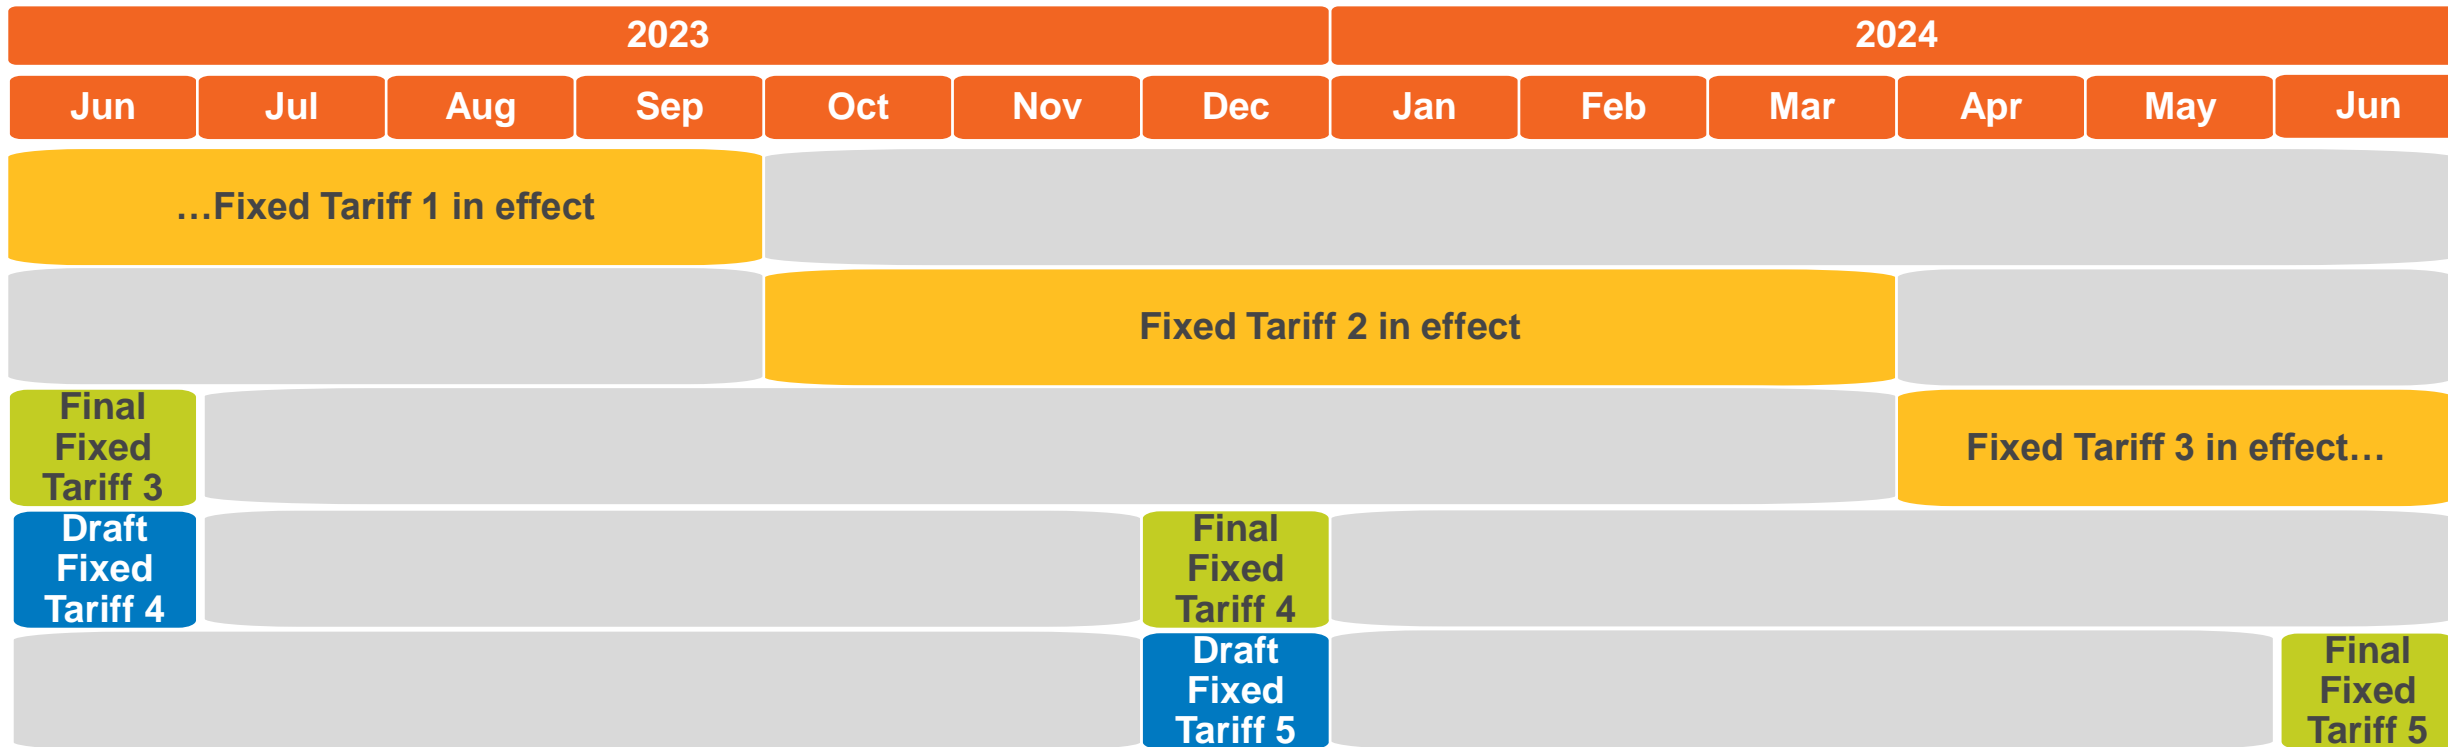 2023 2024
Jun Jul Aug Sep Oct Nov Dec Jan Feb Mar Apr May Jun
…Fixed Tariff 1 in effect
Fixed Tariff 2 in effect
Final
Fixed
Tariff 3
Fixed Tariff 3 in effect…
Draft
Fixed
Tariff 4
Final
Fixed
Tariff 4
Draft
Fixed
Tariff 5
Final
Fixed
Tariff 5